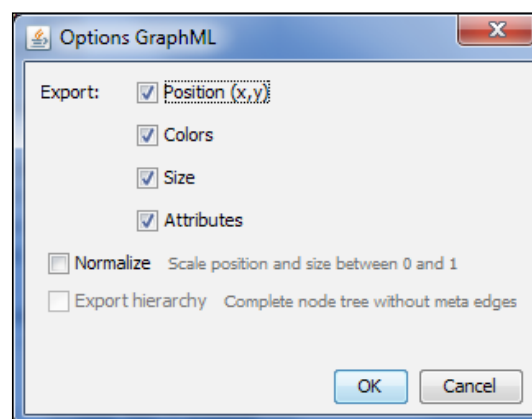 Options GraphML
Export: Position (x,y)
Colors
Size
Attributes
Normalize Scale position and size between 0 and 1
Export hierarchy Complete node tree without meta edges
OK Cancel